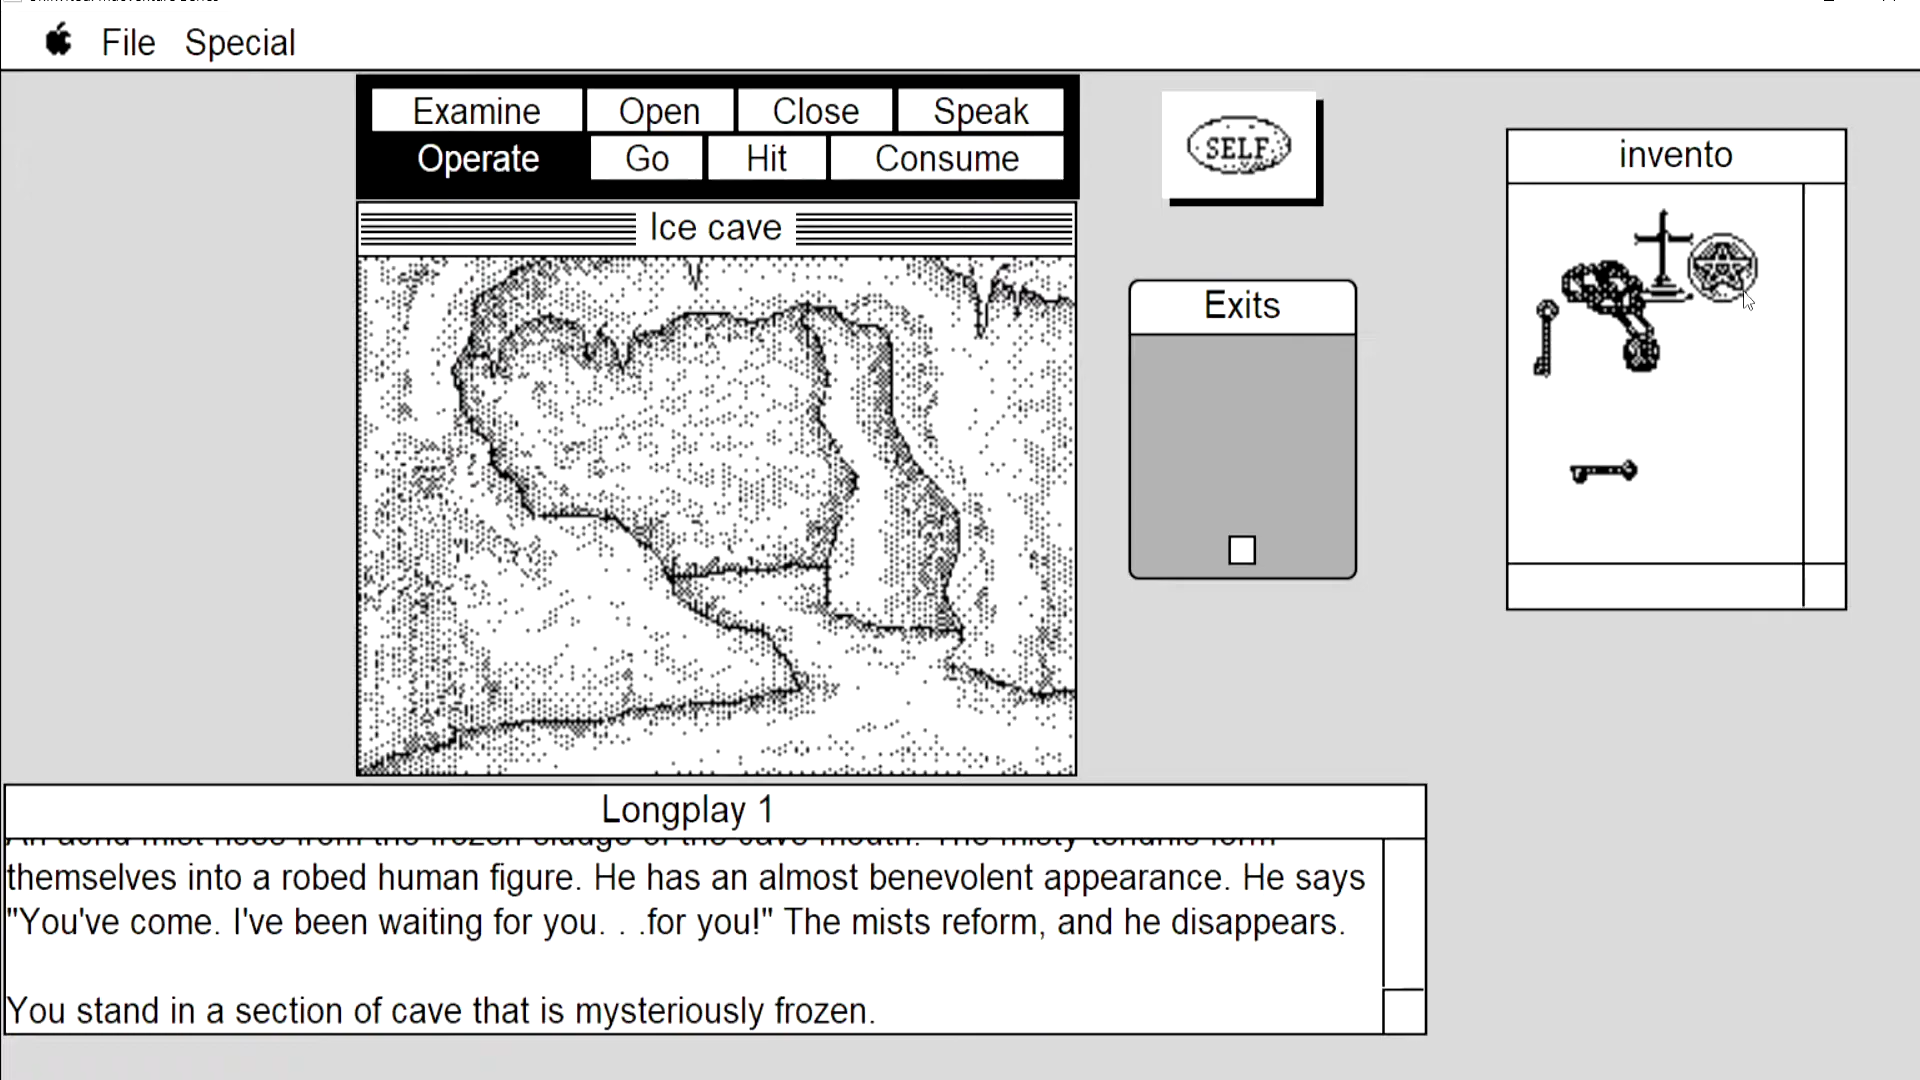 File Special
Examine Open Close Speak
Operate Go Hit Consume
SELF
invento
Ice cave
Exits
Longplay 1
themselves into a robed human figure. He has an almost benevolent appearance. He says
"You've come. I've been waiting for you. . .for you!" The mists reform, and he disappears.
You stand in a section of cave that is mysteriously frozen.